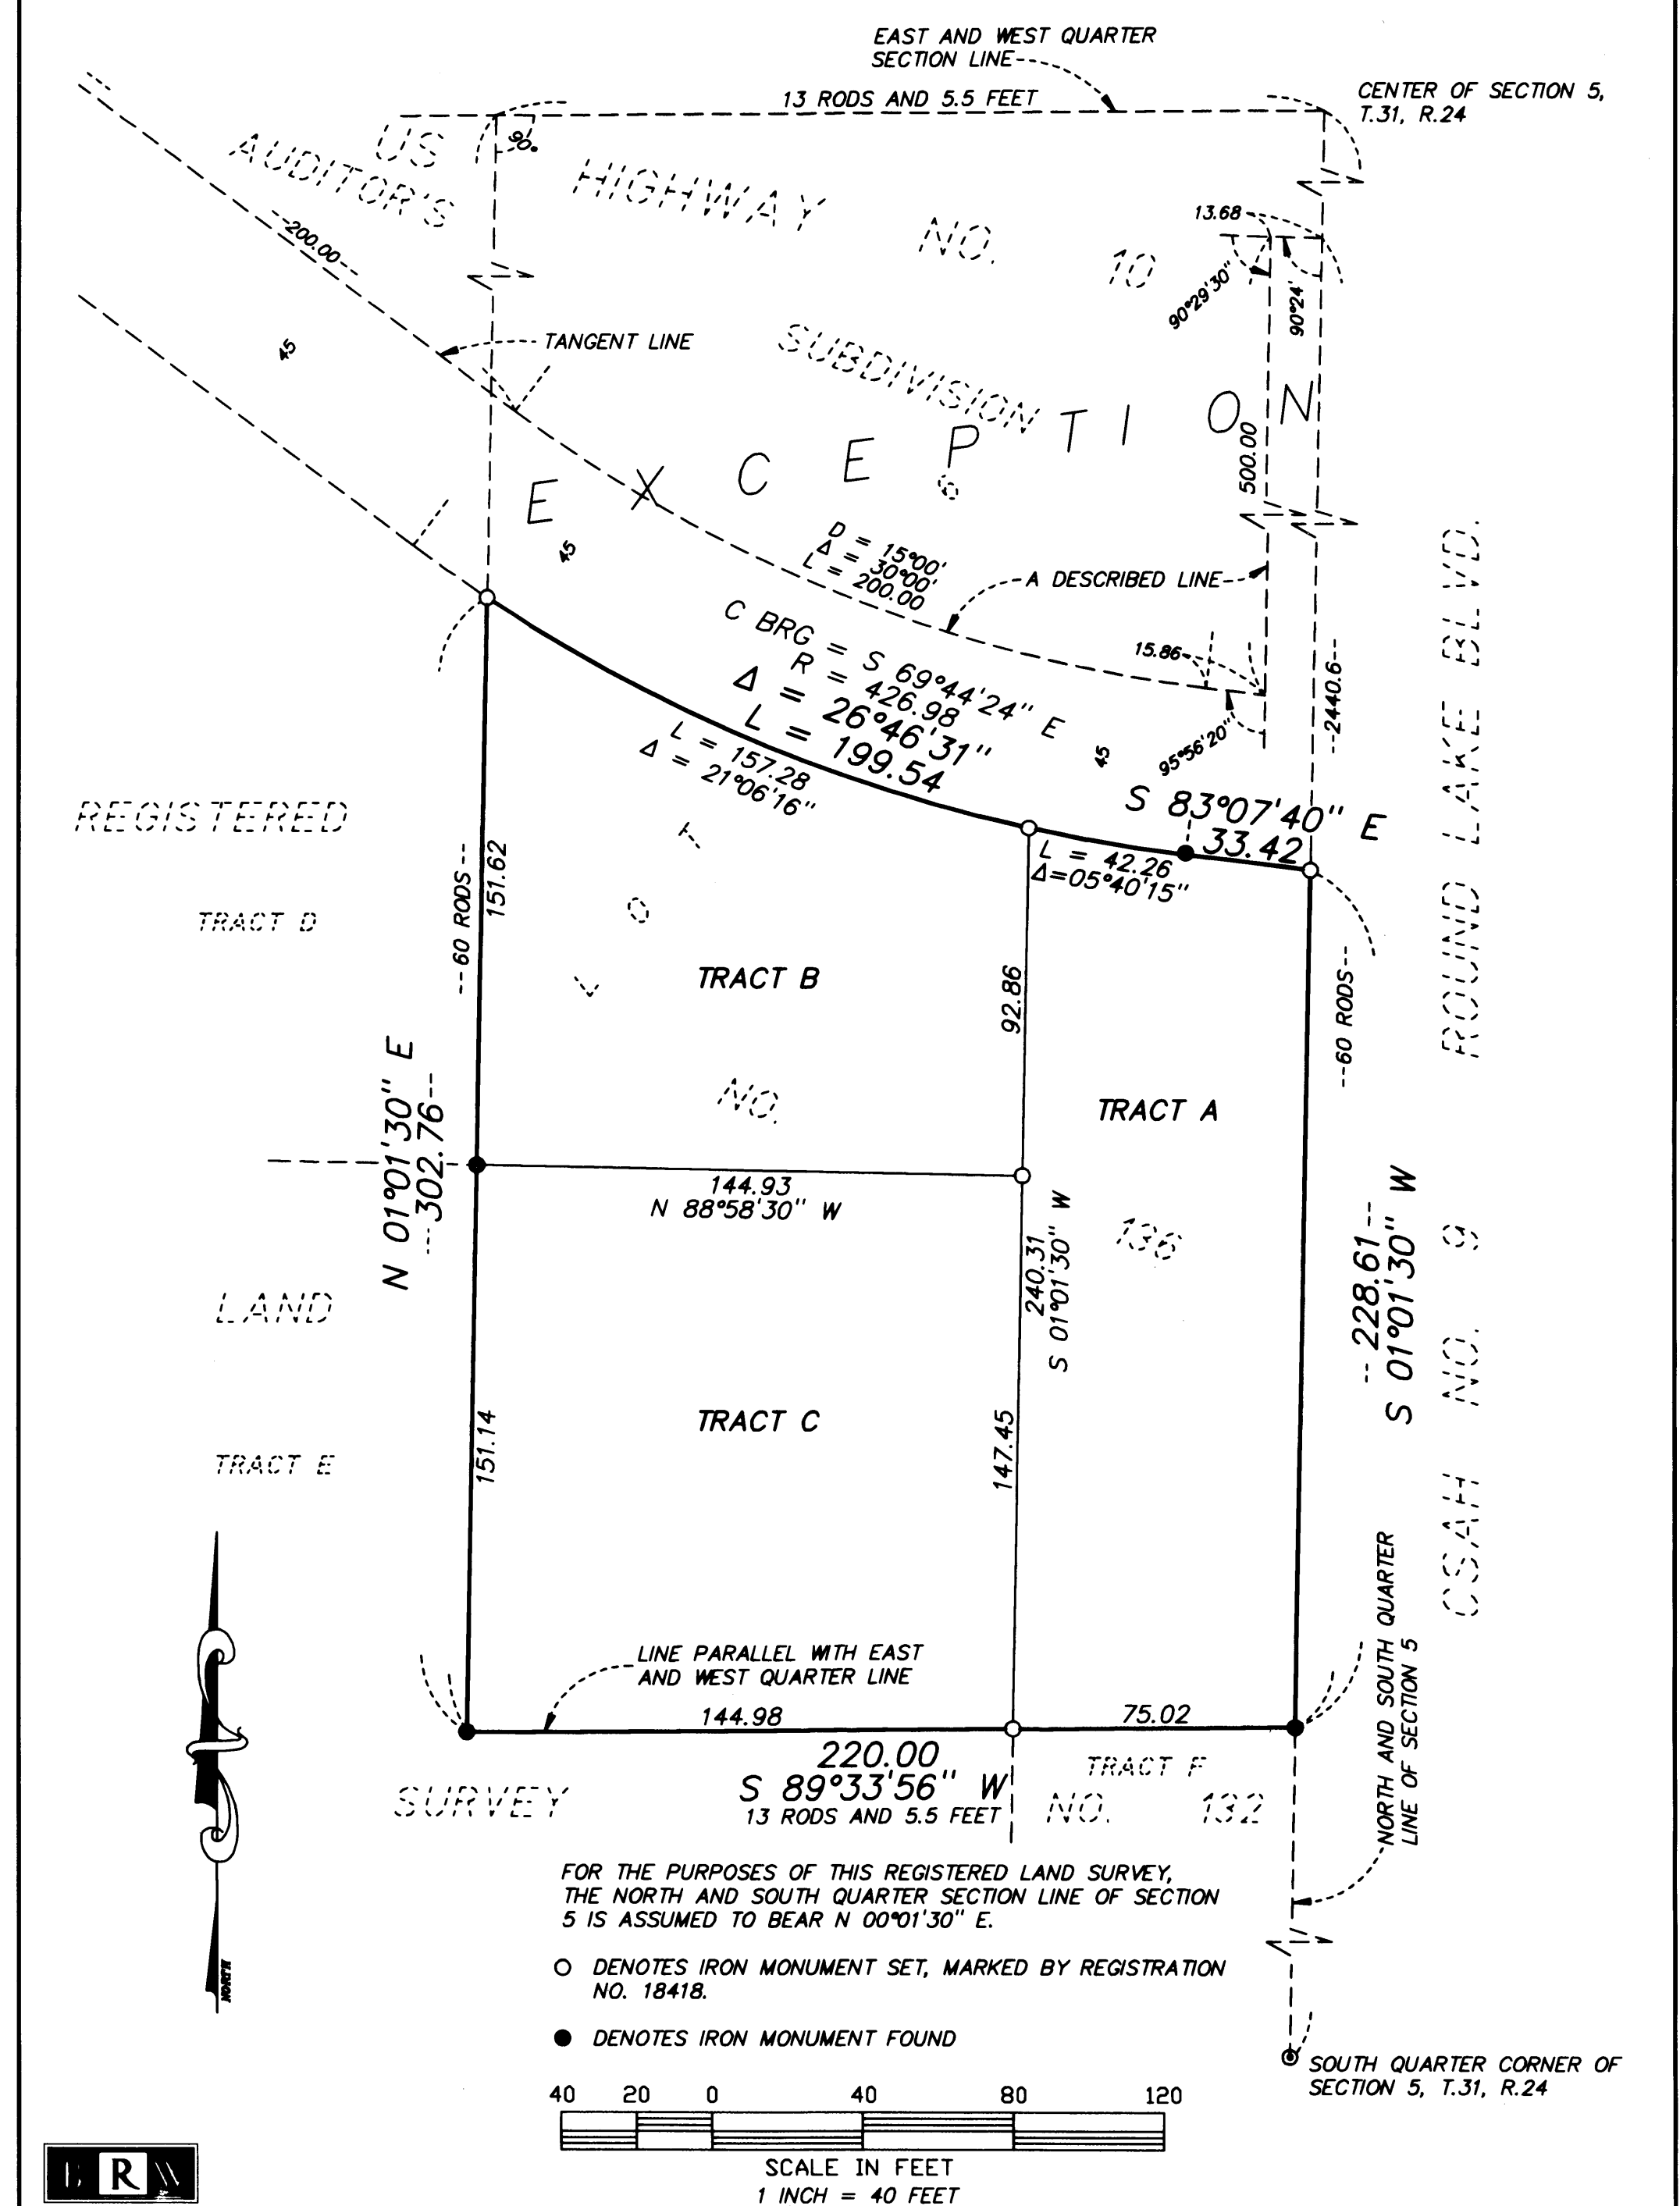 EAST AND WEST QUARTER
SECTION LINE
13 RODS AND 5.5 FEET
CENTER OF SECTION 5,
T.31, R.24
90°
US HIGHWAY NO. 10
AUDITOR'S SUBDIVISION
200.00
13.68
90°29'30"
90°24'
TANGENT LINE
45
EXCEPTION
500.00
45
D = 15°00'
Δ = 30°00'
L = 200.00
A DESCRIBED LINE
15.86
2440.6
95°56'20"
45
C BRG = S 69°44'24" E
R = 426.98
Δ = 26°46'31"
L = 199.54
L = 157.28
Δ = 21°06'16"
S 83°07'40" E
33.42
L = 42.26
Δ=05°40'15"
ROUND LAKE BLVD.
CSAH NO. 9
REGISTERED
TRACT D
60 RODS
151.62
LOT
TRACT B
92.86
60 RODS
NO.
TRACT A
N 01°01'30" E
302.76
144.93
N 88°58'30" W
136
240.31
S 01°01'30" W
228.61
S 01°01'30" W
LAND
TRACT C
151.14
147.45
TRACT E
NORTH AND SOUTH QUARTER
LINE OF SECTION 5
LINE PARALLEL WITH EAST
AND WEST QUARTER LINE
144.98
75.02
220.00
S 89°33'56" W
13 RODS AND 5.5 FEET
TRACT F
SURVEY
NO. 132
FOR THE PURPOSES OF THIS REGISTERED LAND SURVEY,
THE NORTH AND SOUTH QUARTER SECTION LINE OF SECTION
5 IS ASSUMED TO BEAR N 00°01'30" E.
NORTH
DENOTES IRON MONUMENT SET, MARKED BY REGISTRATION
NO. 18418.
DENOTES IRON MONUMENT FOUND
SOUTH QUARTER CORNER OF
SECTION 5, T.31, R.24
40 20 0 40 80 120
SCALE IN FEET
1 INCH = 40 FEET
BRW